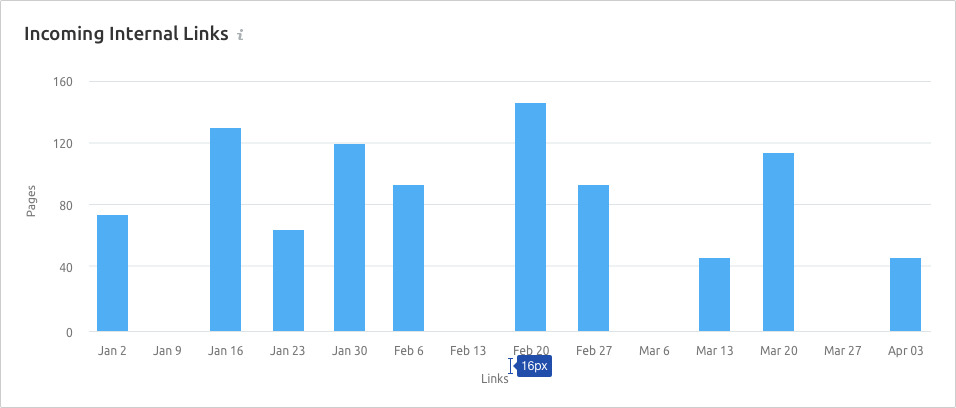 Incoming Internal Links i
160
120
Pages
80
40
0
Jan 2 Jan 9 Jan 16 Jan 23 Jan 30 Feb 6 Feb 13 Feb 20 Feb 27 Mar 6 Mar 13 Mar 20 Mar 27 Apr 03
16px
Links